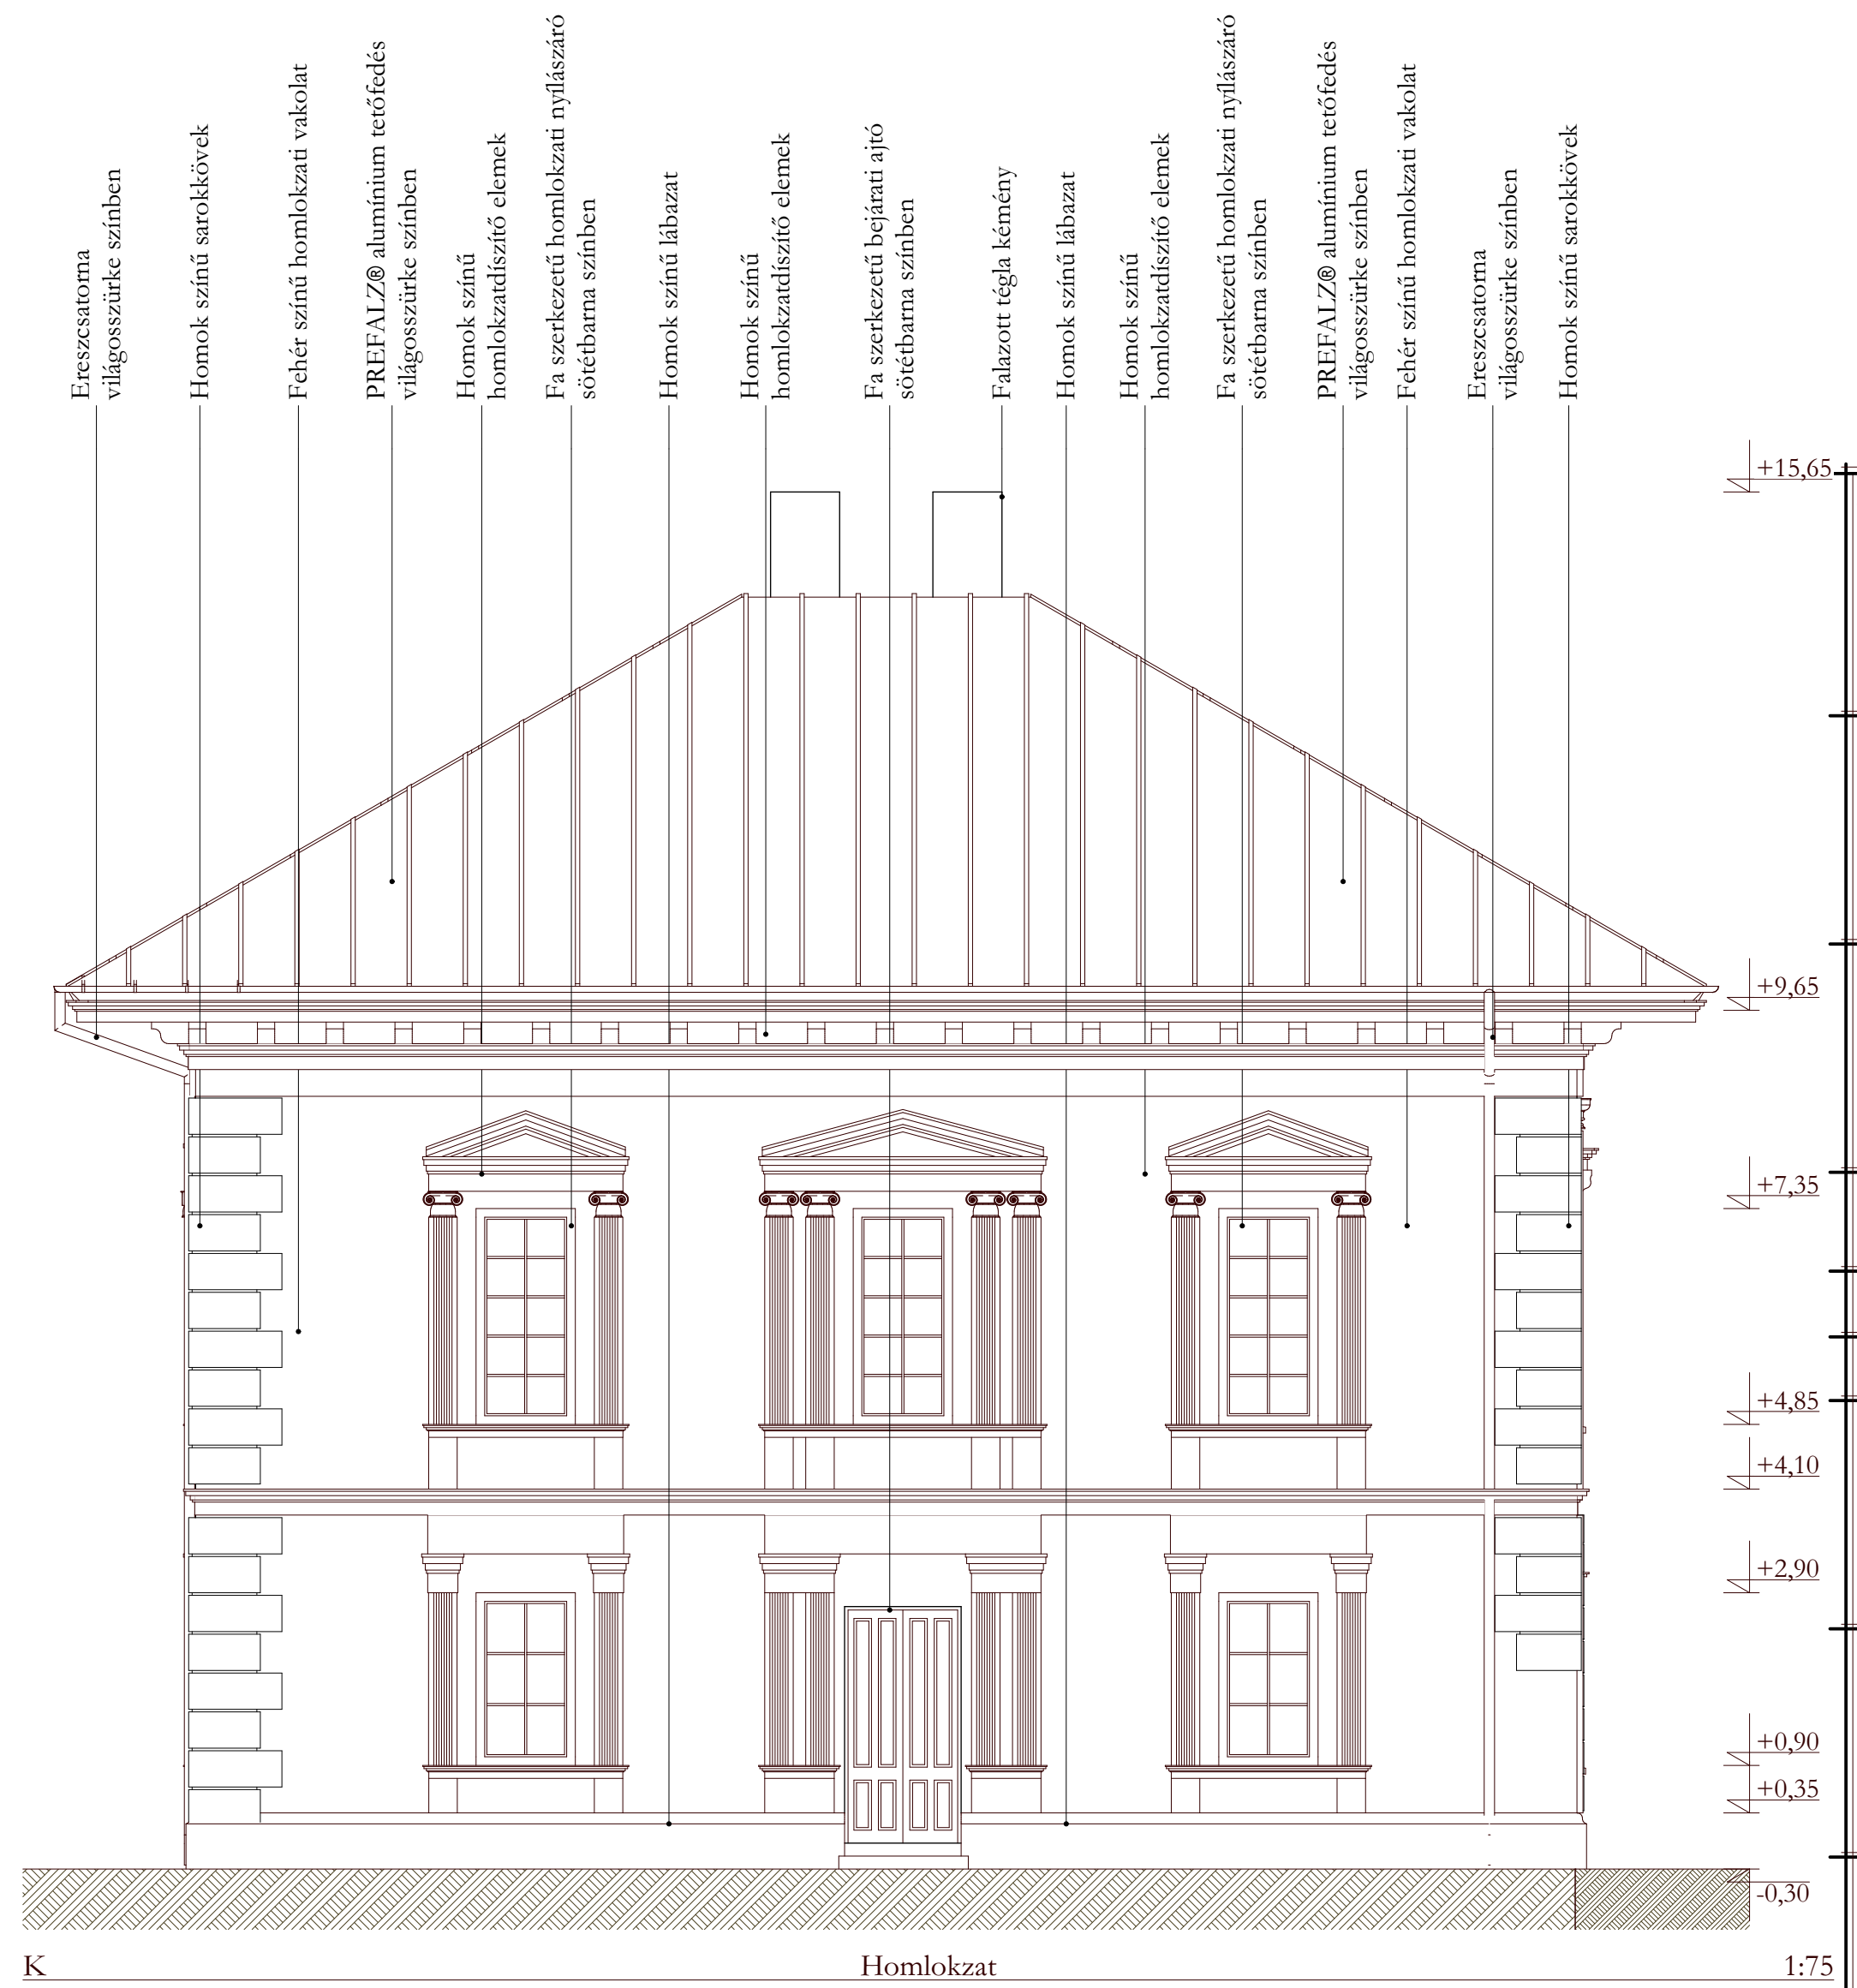 Ereszcsatorna
világosszürke színben
Homok színű sarokkövek
Fehér színű homlokzati vakolat
PREFALZ® alumínium tetőfedés
világosszürke színben
Homok színű
homlokzatdíszítő elemek
Fa szerkezetű homlokzati nyílászáró
sötétbarna színben
Homok színű lábazat
Homok színű
homlokzatdíszítő elemek
Fa szerkezetű bejárati ajtó
sötétbarna színben
Falazott tégla kémény
Homok színű lábazat
Homok színű
homlokzatdíszítő elemek
Fa szerkezetű homlokzati nyílászáró
sötétbarna színben
PREFALZ® alumínium tetőfedés
világosszürke színben
Fehér színű homlokzati vakolat
Ereszcsatorna
világosszürke színben
Homok színű sarokkövek
+15,65
+9,65
+7,35
+4,85
+4,10
+2,90
+0,90
+0,35
-0,30
K Homlokzat 1:75